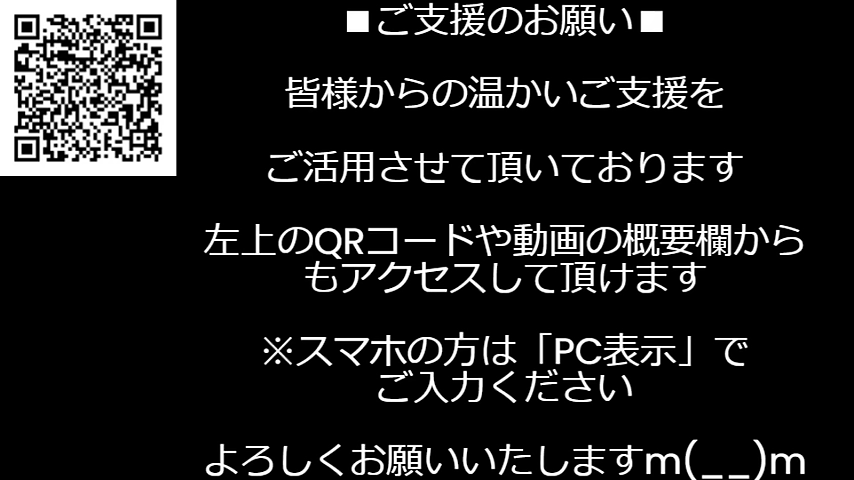 ■ご支援のお願い■
皆様からの温かいご支援を
ご活用させて頂いております
左上のQRコードや動画の概要欄から
もアクセスして頂けます
※スマホの方は「PC表示」で
ご入力ください
よろしくお願いいたしますm(__)m